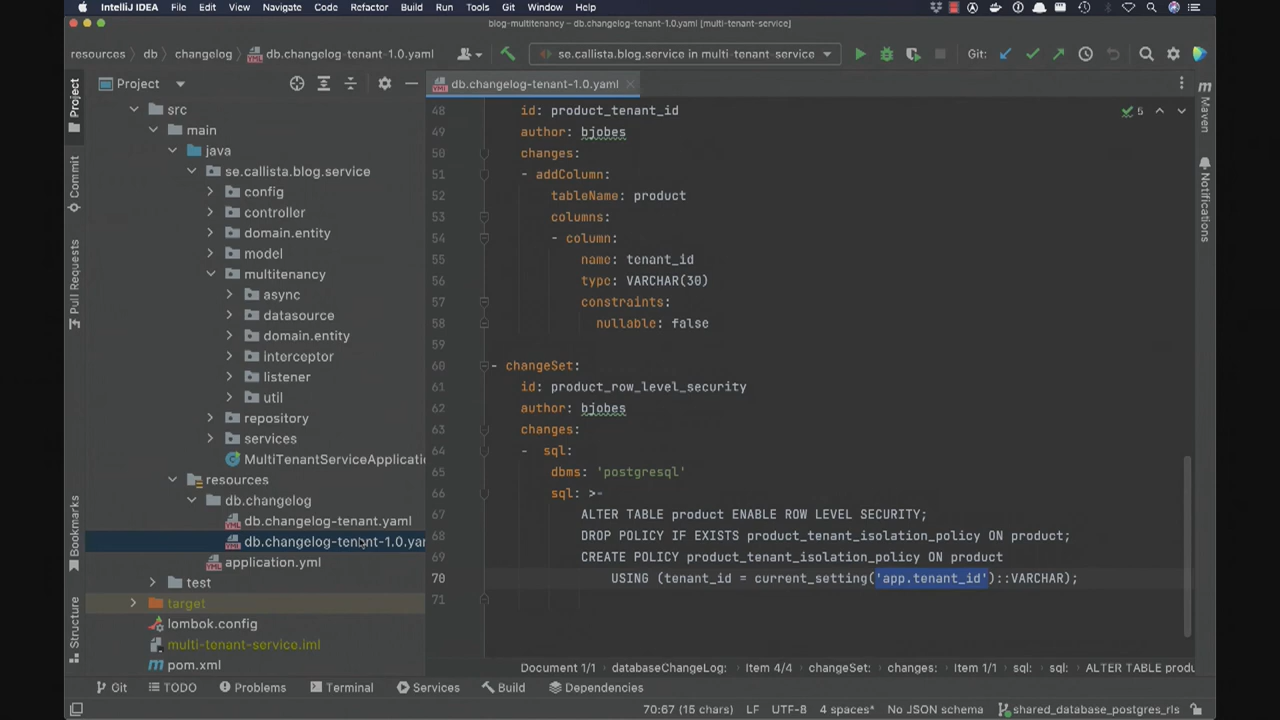 IntelliJ IDEA File Edit View Navigate Code Refactor Build Run Tools Git Window Help
blog-multitenancy – db.changelog-tenant-1.0.yaml [multi-tenant-service]
resources db changelog db.changelog-tenant-1.0.yaml se.callista.blog.service in multi-tenant-service Git:
Project
db.changelog-tenant-1.0.yaml
src
main
java
se.callista.blog.service
config
controller
domain.entity
model
multitenancy
async
datasource
domain.entity
interceptor
listener
util
repository
services
MultiTenantServiceApplicati
resources
db.changelog
db.changelog-tenant.yaml
db.changelog-tenant-1.0.yar
application.yml
test
target
lombok.config
multi-tenant-service.iml
pom.xml
Project
Commit
Pull Requests
Bookmarks
Structure
48 id: product_tenant_id
49 author: bjobes
50 changes:
51 - addColumn:
52 tableName: product
53 columns:
54 - column:
55 name: tenant_id
56 type: VARCHAR(30)
57 constraints:
58 nullable: false
59
60 - changeSet:
61 id: product_row_level_security
62 author: bjobes
63 changes:
64 - sql:
65 dbms: 'postgresql'
66 sql: >-
67 ALTER TABLE product ENABLE ROW LEVEL SECURITY;
68 DROP POLICY IF EXISTS product_tenant_isolation_policy ON product;
69 CREATE POLICY product_tenant_isolation_policy ON product
70 USING (tenant_id = current_setting('app.tenant_id')::VARCHAR);
71
5
Maven
Notifications
Document 1/1 databaseChangeLog: Item 4/4 changeSet: changes: Item 1/1 sql: sql: ALTER TABLE produ
Git TODO Problems Terminal Services Build Dependencies
70:67 (15 chars) LF UTF-8 4 spaces* No JSON schema shared_database_postgres_rls